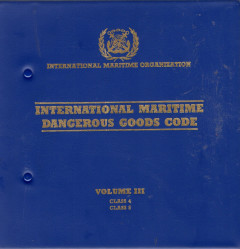 INTERNATIONAL MARITIME ORGANIZATION
INTERNATIONAL MARITIME
DANGEROUS GOODS CODE
VOLUME III
CLASS 4
CLASS 5